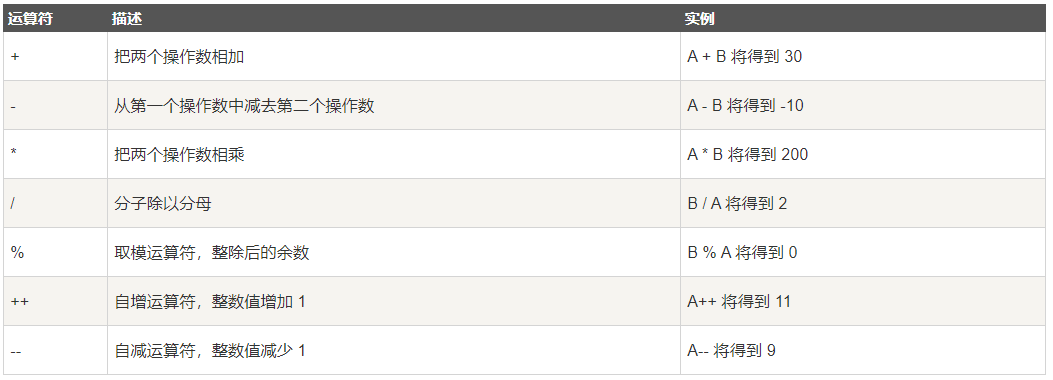 运算符 描述 实例
+ 把两个操作数相加 A + B 将得到 30
- 从第一个操作数中减去第二个操作数 A - B 将得到 -10
* 把两个操作数相乘 A * B 将得到 200
/ 分子除以分母 B / A 将得到 2
% 取模运算符，整除后的余数 B % A 将得到 0
++ 自增运算符，整数值增加 1 A++ 将得到 11
-- 自减运算符，整数值减少 1 A-- 将得到 9